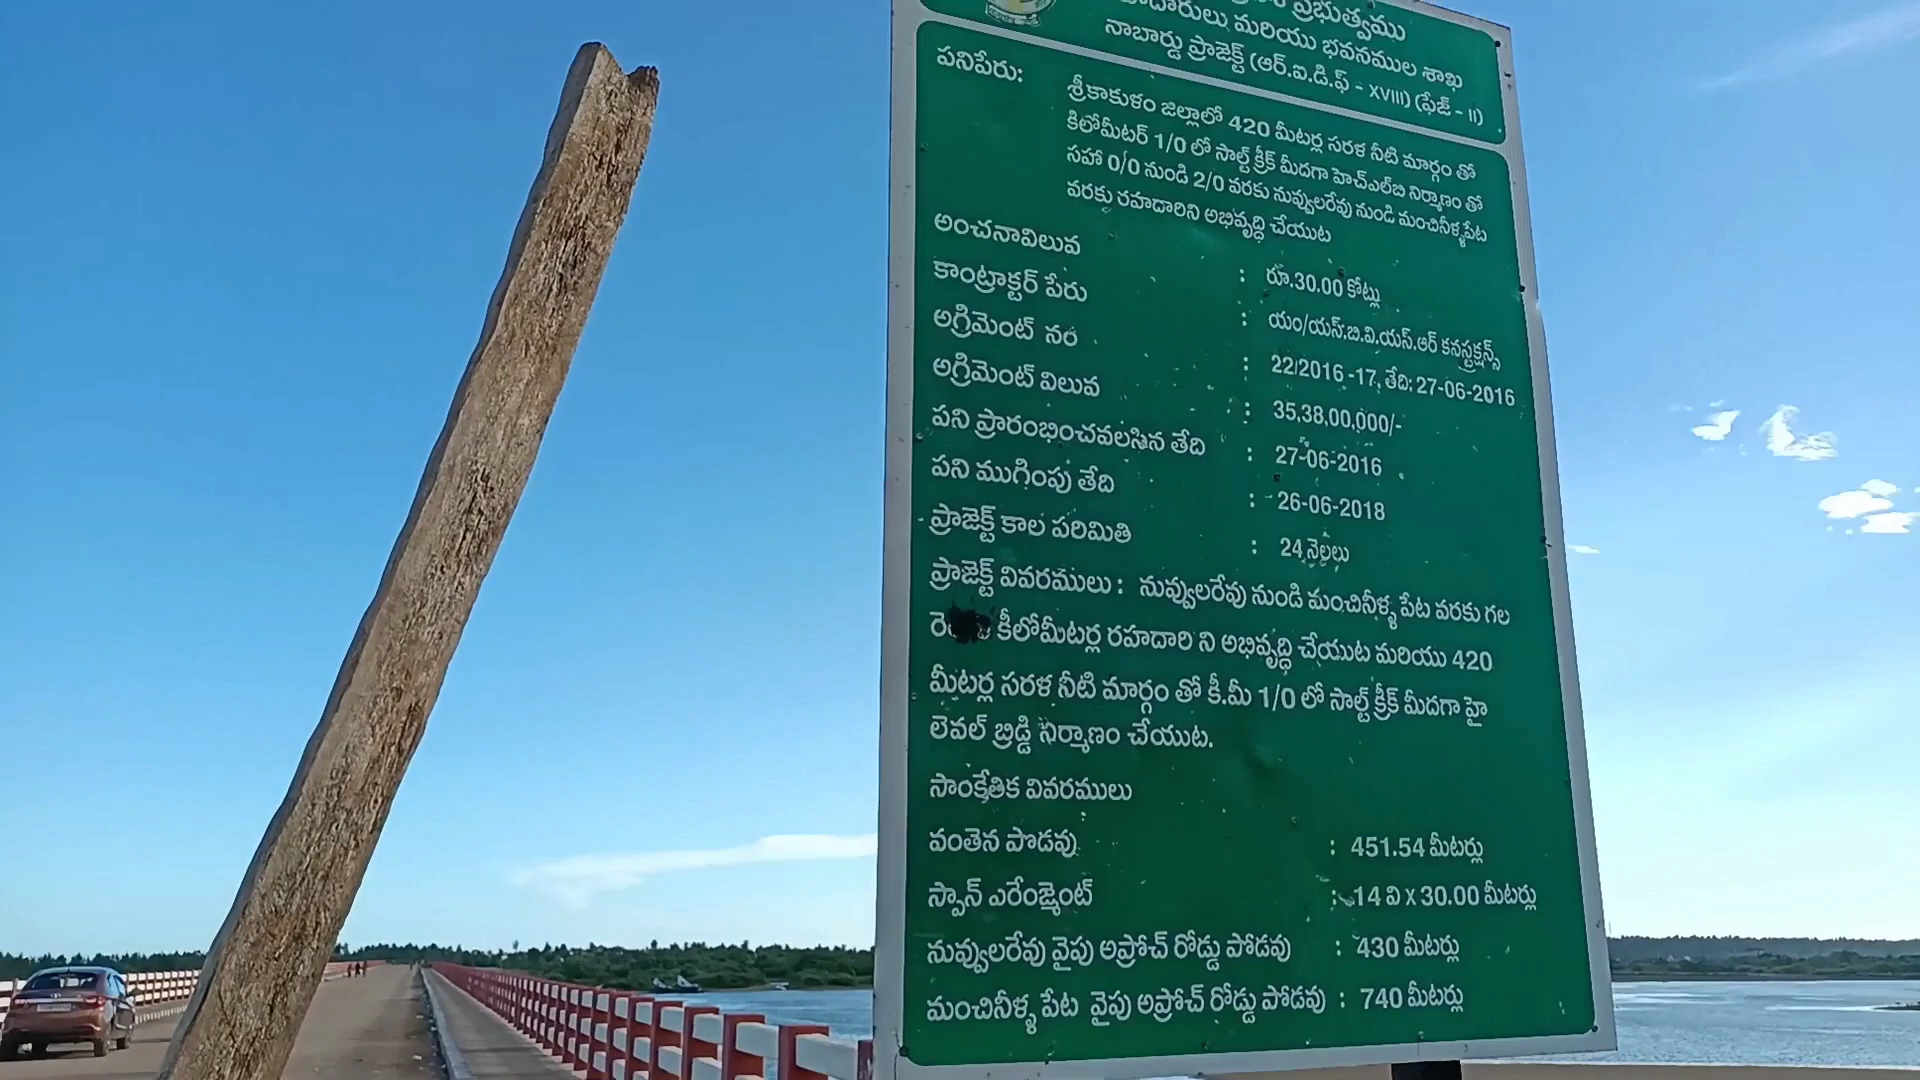 ప్రభుత్వము
మరియు భవనముల శాఖ
నాబార్డు ప్రాజెక్ట్ (ఆర్.ఐ.డి.ఫ్ - XVIII) (ఫేజ్ - II)
పనిపేరు:
శ్రీకాకుళం జిల్లాలో 420 మీటర్ల సరళ నీటి మార్గం తో
కిలోమీటర్ 1/0 లో సాల్ట్ క్రీక్ మీదగా హెచ్ఎల్బి నిర్మాణం తో
సహా 0/0 నుండి 2/0 వరకు నువ్వులరేవు నుండి మంచినీళ్ళపేట
వరకు రహదారిని అభివృద్ధి చేయుట
అంచనావిలువ : రూ.30.00 కోట్లు
కాంట్రాక్టర్ పేరు : యం/యస్.బి.వి.యస్.ఆర్ కనస్ట్రక్షన్స్
అగ్రిమెంట్ నం : 22/2016 -17, తేది: 27-06-2016
అగ్రిమెంట్ విలువ : 35,38,00,000/-
పని ప్రారంభించవలసిన తేది : 27-06-2016
పని ముగింపు తేది : 26-06-2018
ప్రాజెక్ట్ కాల పరిమితి : 24 నెలలు
ప్రాజెక్ట్ వివరములు : నువ్వులరేవు నుండి మంచినీళ్ళ పేట వరకు గల
కీలోమీటర్ల రహదారి ని అభివృద్ధి చేయుట మరియు 420
మీటర్ల సరళ నీటి మార్గం తో కీ.మీ 1/0 లో సాల్ట్ క్రీక్ మీదగా హై
లెవల్ బ్రిడ్జి నిర్మాణం చేయుట.
సాంకేతిక వివరములు
వంతెన పొడవు : 451.54 మీటర్లు
స్పాన్ ఎరేంజ్మెంట్ : 14 వి x 30.00 మీటర్లు
నువ్వులరేవు వైపు అప్రోచ్ రోడ్డు పోడవు : 430 మీటర్లు
మంచినీళ్ళ పేట వైపు అప్రోచ్ రోడ్డు పోడవు : 740 మీటర్లు